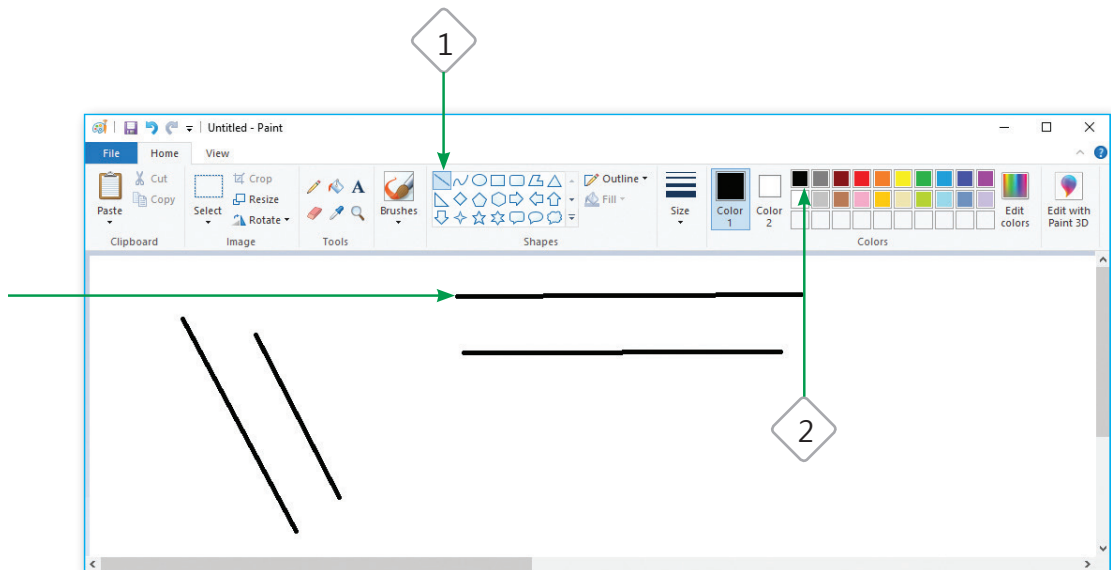 1
Untitled - Paint
File Home View
Cut
Copy
Paste
Clipboard
Select
Crop
Resize
Rotate
Image
A
Tools
Brushes
Outline
Fill
Shapes
Size
Color
1
Color
2
Colors
Edit
colors
Edit with
Paint 3D
2